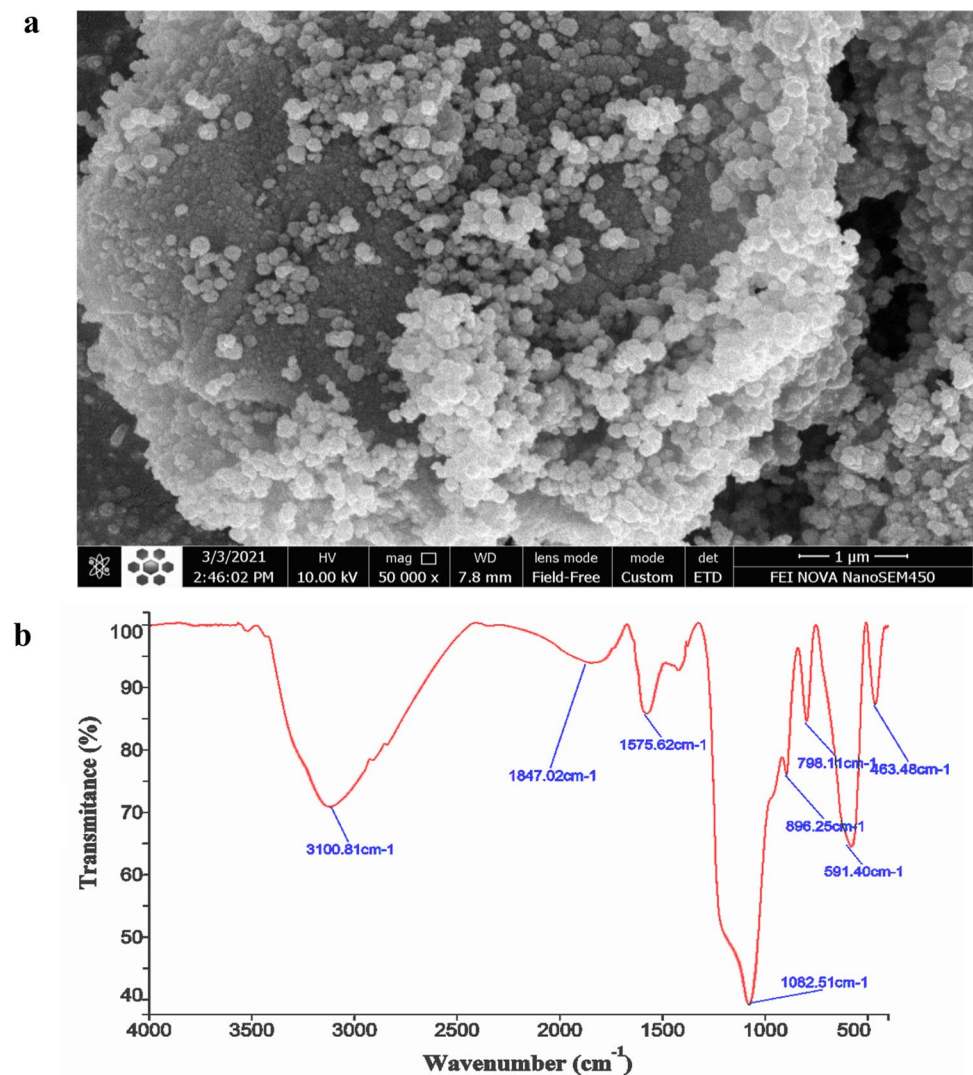 a
3/3/2021 HV mag WD lens mode mode det 1 µm
2:46:02 PM 10.00 kV 50 000 x 7.8 mm Field-Free Custom ETD FEI NOVA NanoSEM450
b
Transmitance (%)
100
90
80
70
60
50
40
3100.81cm-1
1847.02cm-1
1575.62cm-1
1082.51cm-1
896.25cm-1
798.11cm-1
591.40cm-1
463.48cm-1
4000 3500 3000 2500 2000 1500 1000 500
Wavenumber (cm⁻¹)